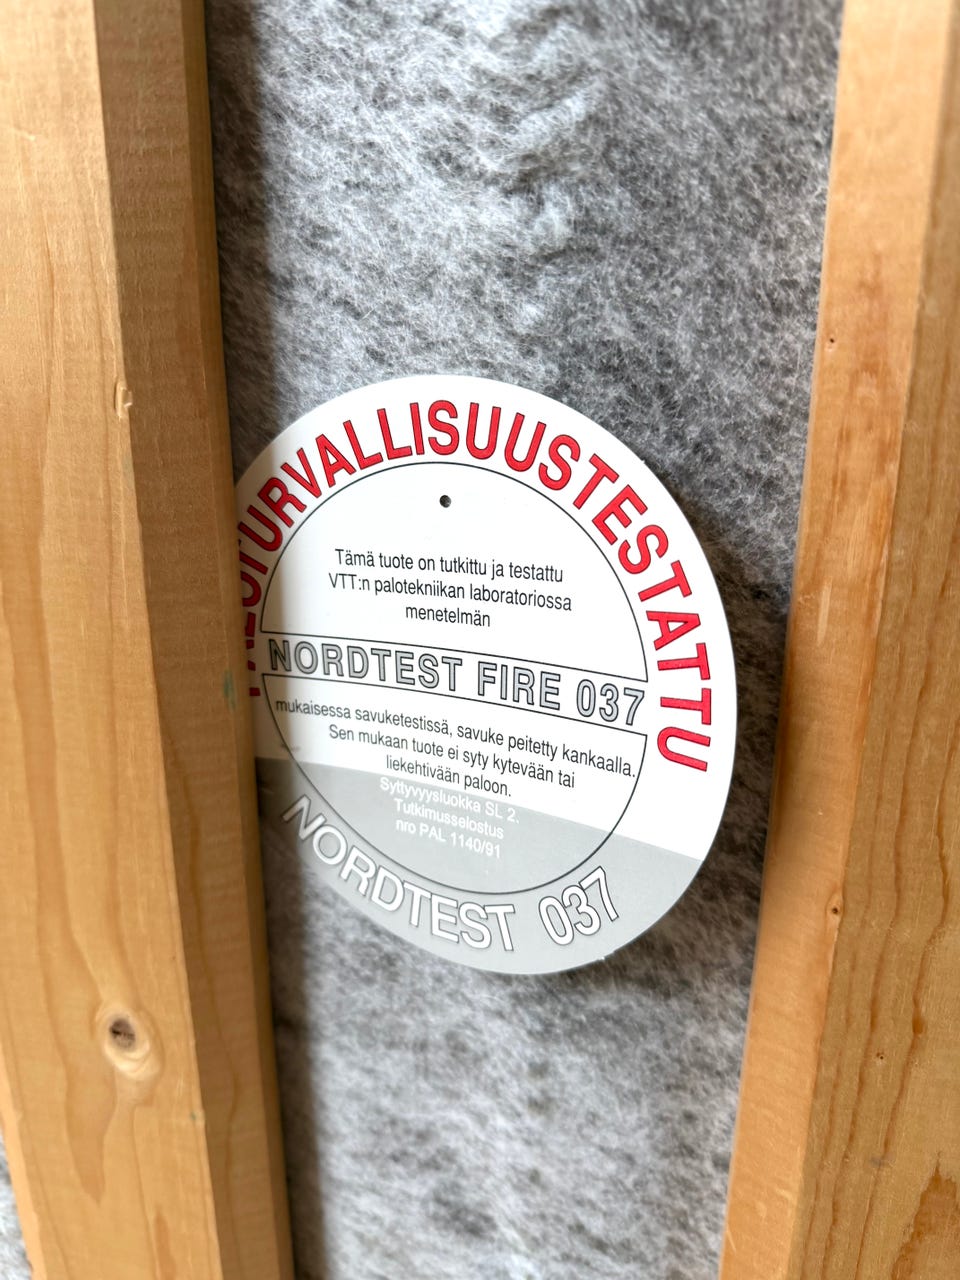 PALOTURVALLISUUSTESTATTU
Tämä tuote on tutkittu ja testattu
VTT:n palotekniikan laboratoriossa
menetelmän
NORDTEST FIRE 037
mukaisessa savuketestissä, savuke peitetty kankaalla.
Sen mukaan tuote ei syty kytevään tai
liekehtivään paloon.
Syttyvyysluokka SL 2.
Tutkimusselostus
nro PAL 1140/91
NORDTEST 037